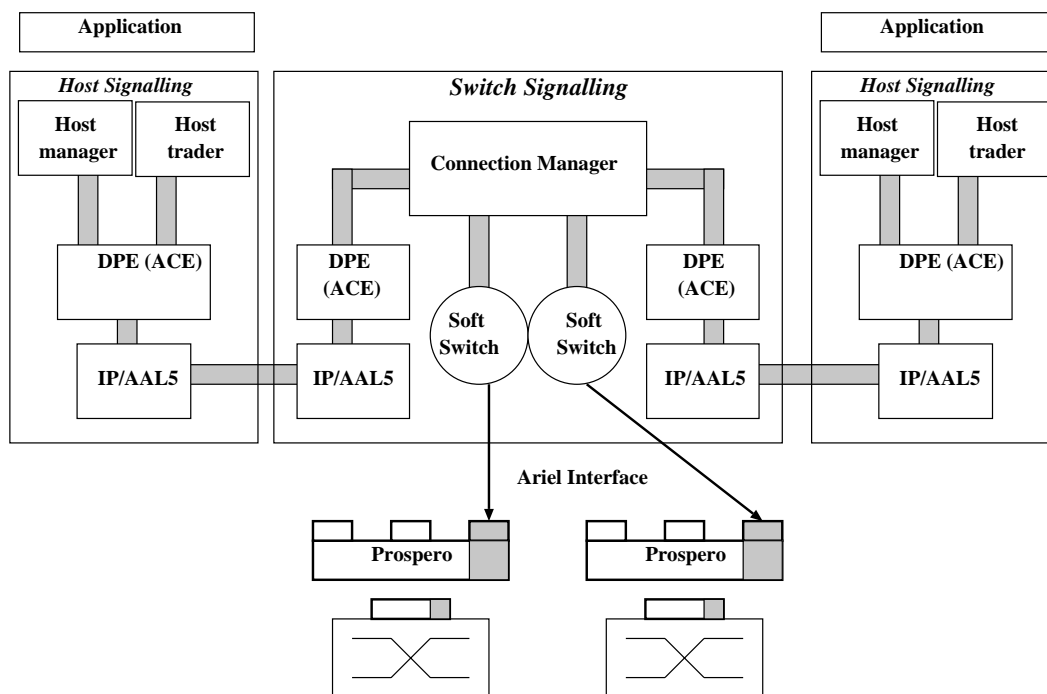 Application
Application
Host Signalling
Switch Signalling
Host Signalling
Host
manager
Host
trader
Connection Manager
Host
manager
Host
trader
DPE (ACE)
DPE
(ACE)
DPE
(ACE)
DPE (ACE)
Soft
Switch
Soft
Switch
IP/AAL5
IP/AAL5
IP/AAL5
IP/AAL5
Ariel Interface
Prospero
Prospero